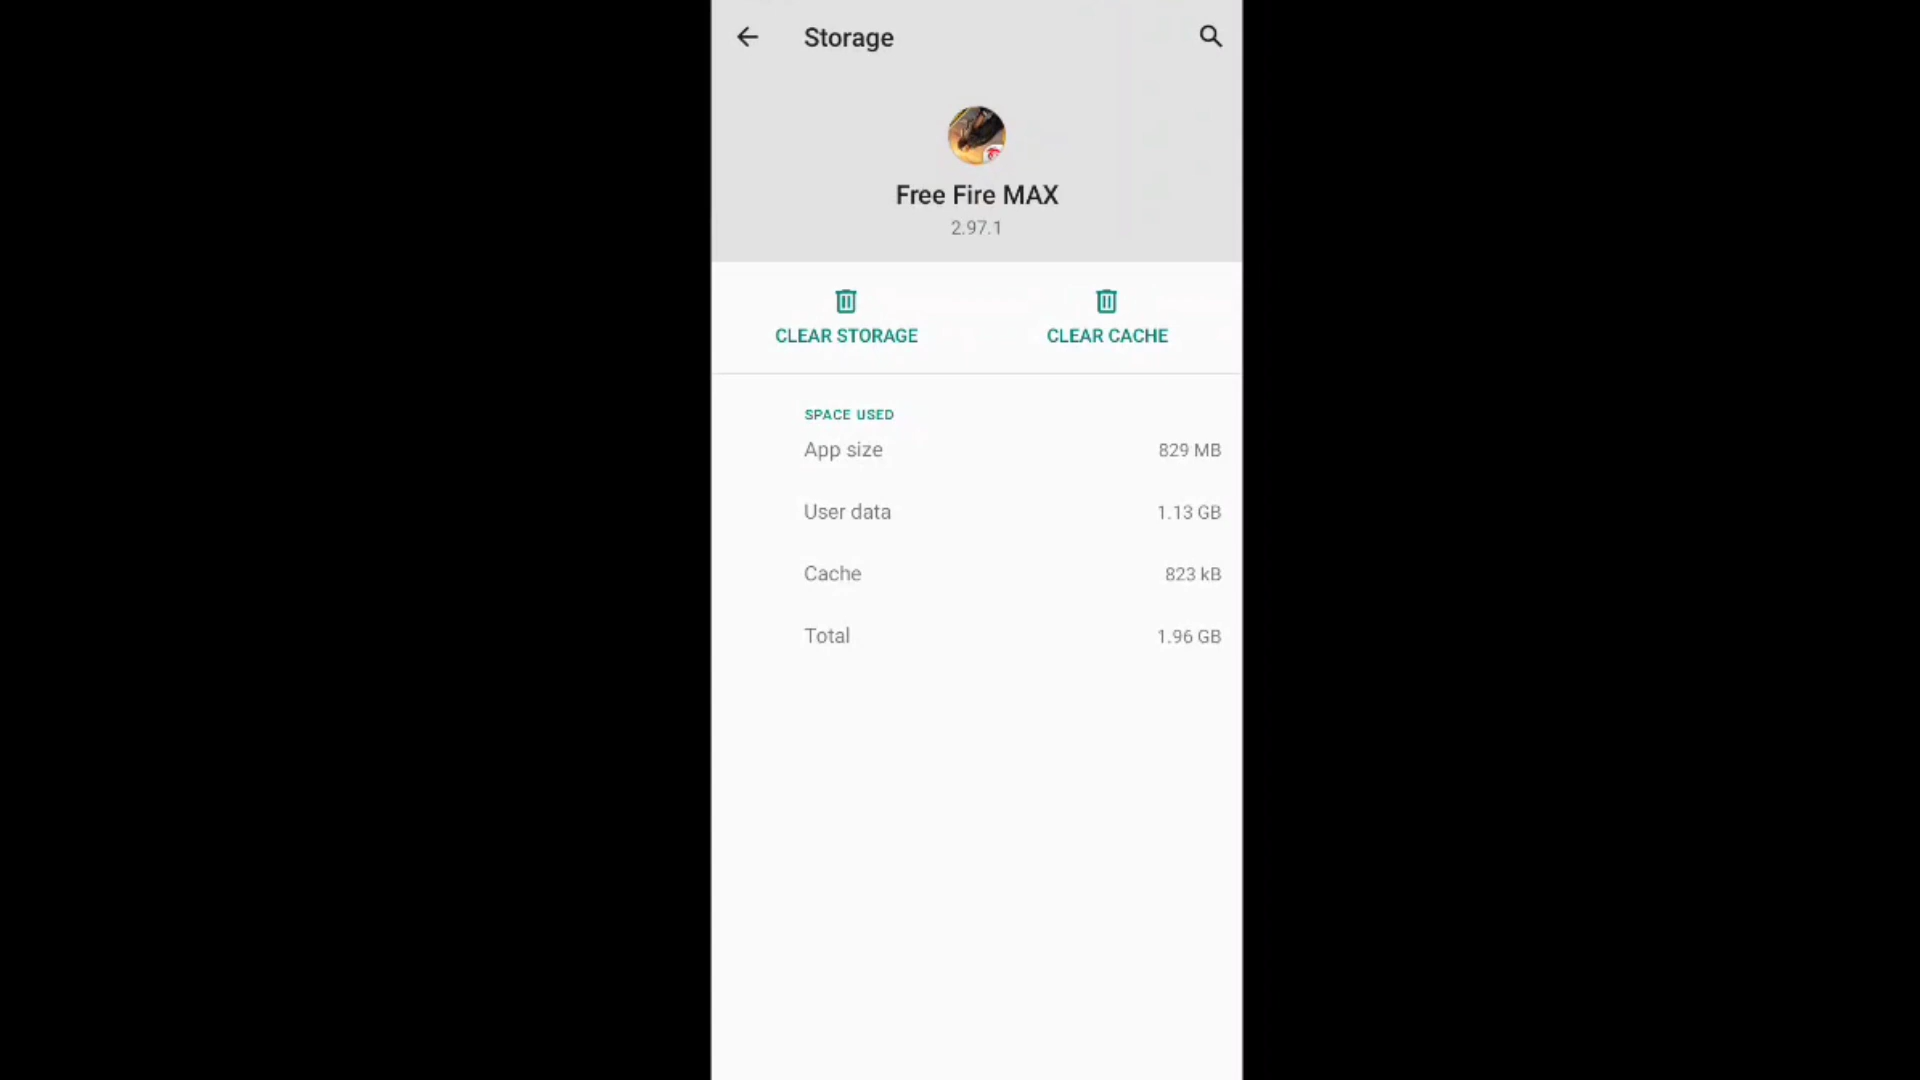 Storage
Free Fire MAX
2.97.1
CLEAR STORAGE
CLEAR CACHE
SPACE USED
App size 829 MB
User data 1.13 GB
Cache 823 kB
Total 1.96 GB